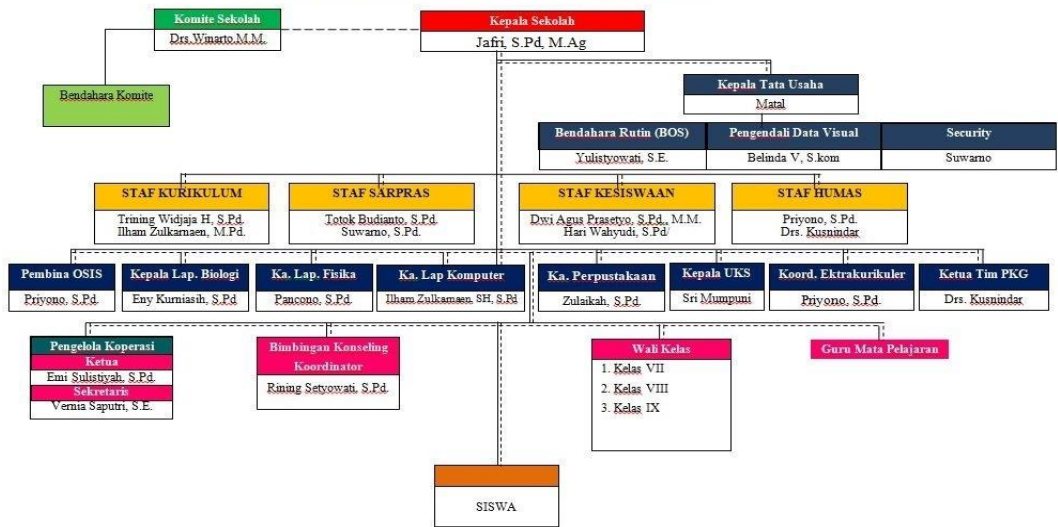 Komite Sekolah
Drs.Winarto.M.M.
Kepala Sekolah
Jafri, S.Pd, M.Ag
Bendahara Komite
Kepala Tata Usaha
Matal
Bendahara Rutin (BOS)
Yulistyowati, S.E.
Pengendali Data Visual
Belinda V, S.kom
Security
Suwarno
STAF KURIKULUM
Trining Widjaja H, S.Pd.
Ilham Zulkarnaen, M.Pd.
STAF SARPRAS
Totok Budianto, S.Pd.
Suwarno, S.Pd.
STAF KESISWAAN
Dwi Agus Prasetyo, S.Pd., M.M.
Hari Wahyudi, S.Pd/
STAF HUMAS
Priyono, S.Pd.
Drs. Kusnindar
Pembina OSIS
Priyono, S.Pd.
Kepala Lap. Biologi
Eny Kurniasih, S.Pd
Ka. Lap. Fisika
Pancono, S.Pd.
Ka. Lap Komputer
Ilham Zulkarnaen, SH, S.Pd
Ka. Perpustakaan
Zulaikah, S.Pd.
Kepala UKS
Sri Mumpuni
Koord. Ektrakurikuler
Priyono, S.Pd.
Ketua Tim PKG
Drs. Kusnindar
Pengelola Koperasi
Ketua
Emi Sulistiyah, S.Pd.
Sekretaris
Vernia Saputri, S.E.
Bimbingan Konseling
Koordinator
Rining Setyowati, S.Pd.
Wali Kelas
1. Kelas VII
2. Kelas VIII
3. Kelas IX
Guru Mata Pelajaran
SISWA